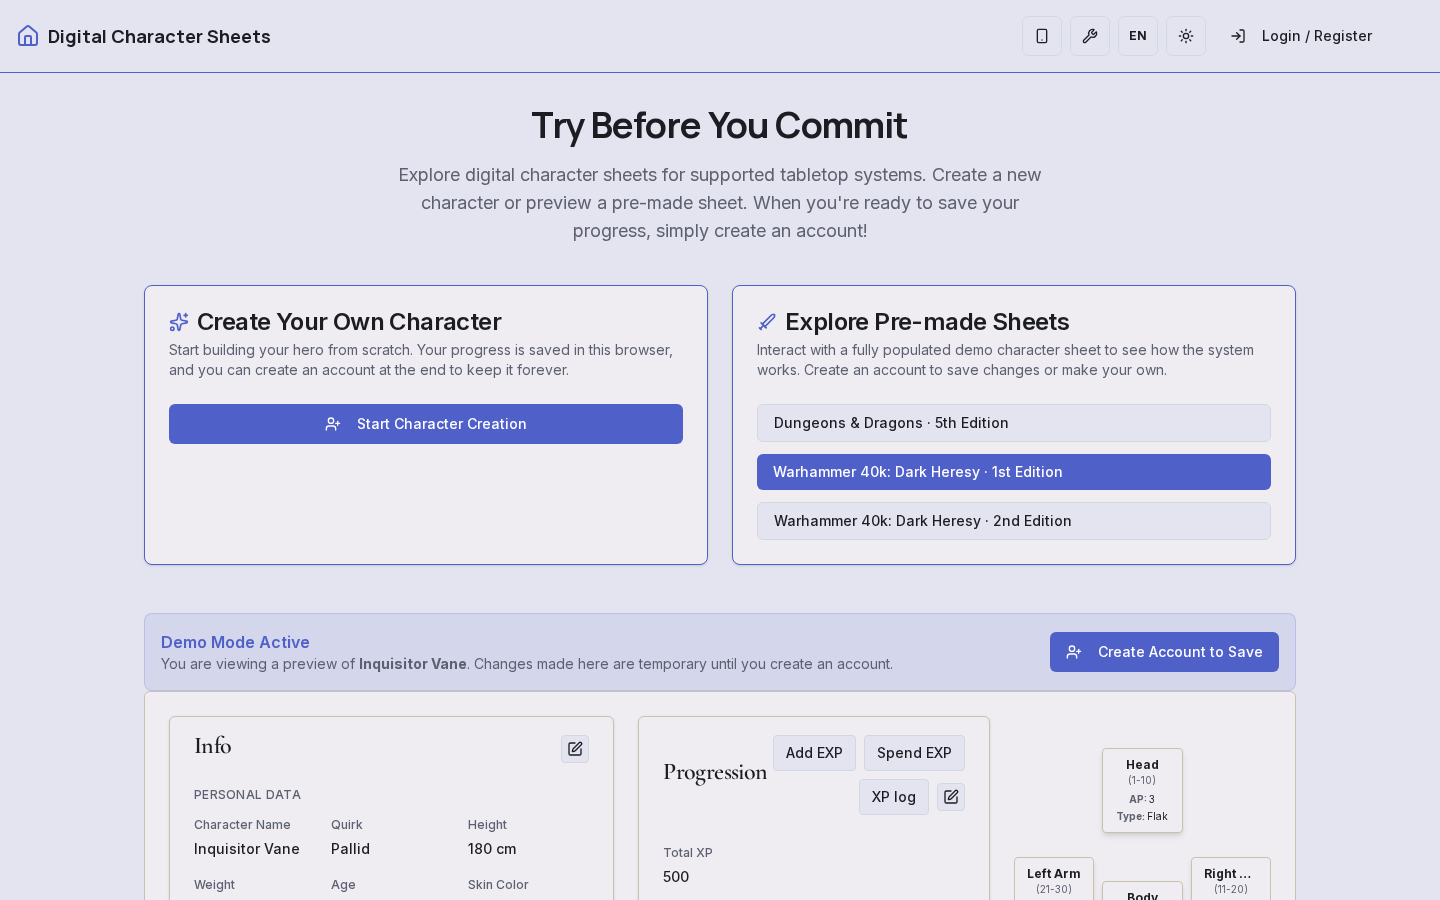 Digital Character Sheets
EN
Login / Register
Try Before You Commit
Explore digital character sheets for supported tabletop systems. Create a new
character or preview a pre-made sheet. When you're ready to save your
progress, simply create an account!
Create Your Own Character
Start building your hero from scratch. Your progress is saved in this browser,
and you can create an account at the end to keep it forever.
Start Character Creation
Explore Pre-made Sheets
Interact with a fully populated demo character sheet to see how the system
works. Create an account to save changes or make your own.
Dungeons & Dragons · 5th Edition
Warhammer 40k: Dark Heresy · 1st Edition
Warhammer 40k: Dark Heresy · 2nd Edition
Demo Mode Active
You are viewing a preview of Inquisitor Vane. Changes made here are temporary until you create an account.
Create Account to Save
Info
PERSONAL DATA
Character Name
Quirk
Height
Inquisitor Vane
Pallid
180 cm
Weight
Age
Skin Color
Progression
Add EXP
Spend EXP
XP log
Total XP
500
Head
(1-10)
AP: 3
Type: Flak
Left Arm
(21-30)
Body
Right ...
(11-20)